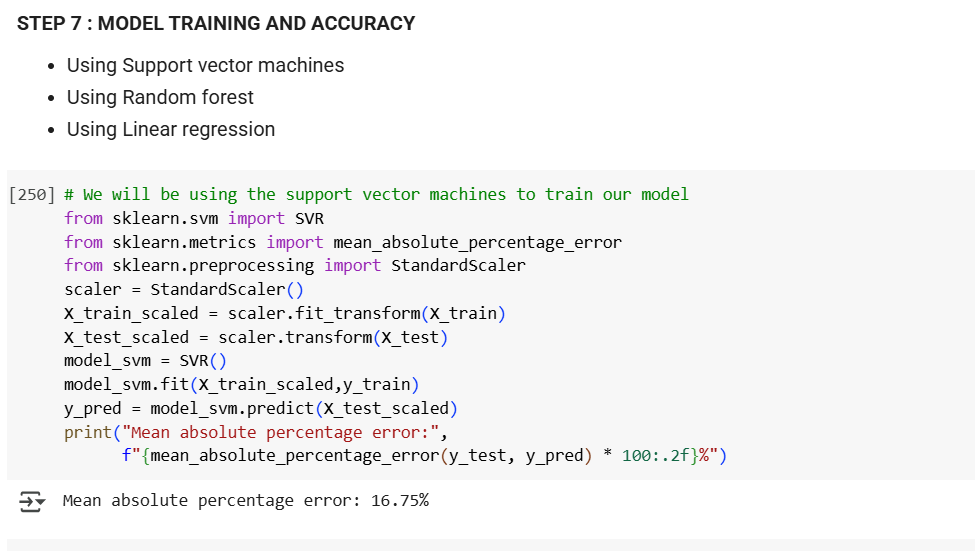 STEP 7 : MODEL TRAINING AND ACCURACY
• Using Support vector machines
• Using Random forest
• Using Linear regression
[250] # We will be using the support vector machines to train our model
from sklearn.svm import SVR
from sklearn.metrics import mean_absolute_percentage_error
from sklearn.preprocessing import StandardScaler
scaler = StandardScaler()
X_train_scaled = scaler.fit_transform(X_train)
X_test_scaled = scaler.transform(X_test)
model_svm = SVR()
model_svm.fit(X_train_scaled,y_train)
y_pred = model_svm.predict(X_test_scaled)
print("Mean absolute percentage error:",
      f"{mean_absolute_percentage_error(y_test, y_pred) * 100:.2f}%")
Mean absolute percentage error: 16.75%